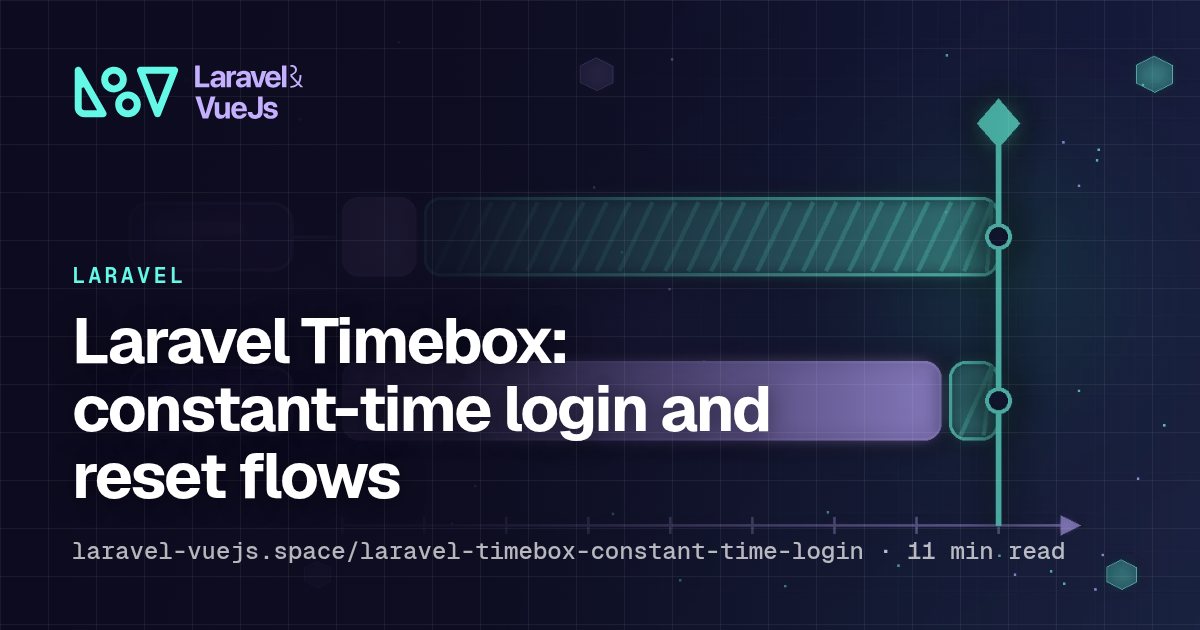 Laravel&
VueJs
LARAVEL
Laravel Timebox:
constant-time login and
reset flows
laravel-vuejs.space/laravel-timebox-constant-time-login · 11 min read